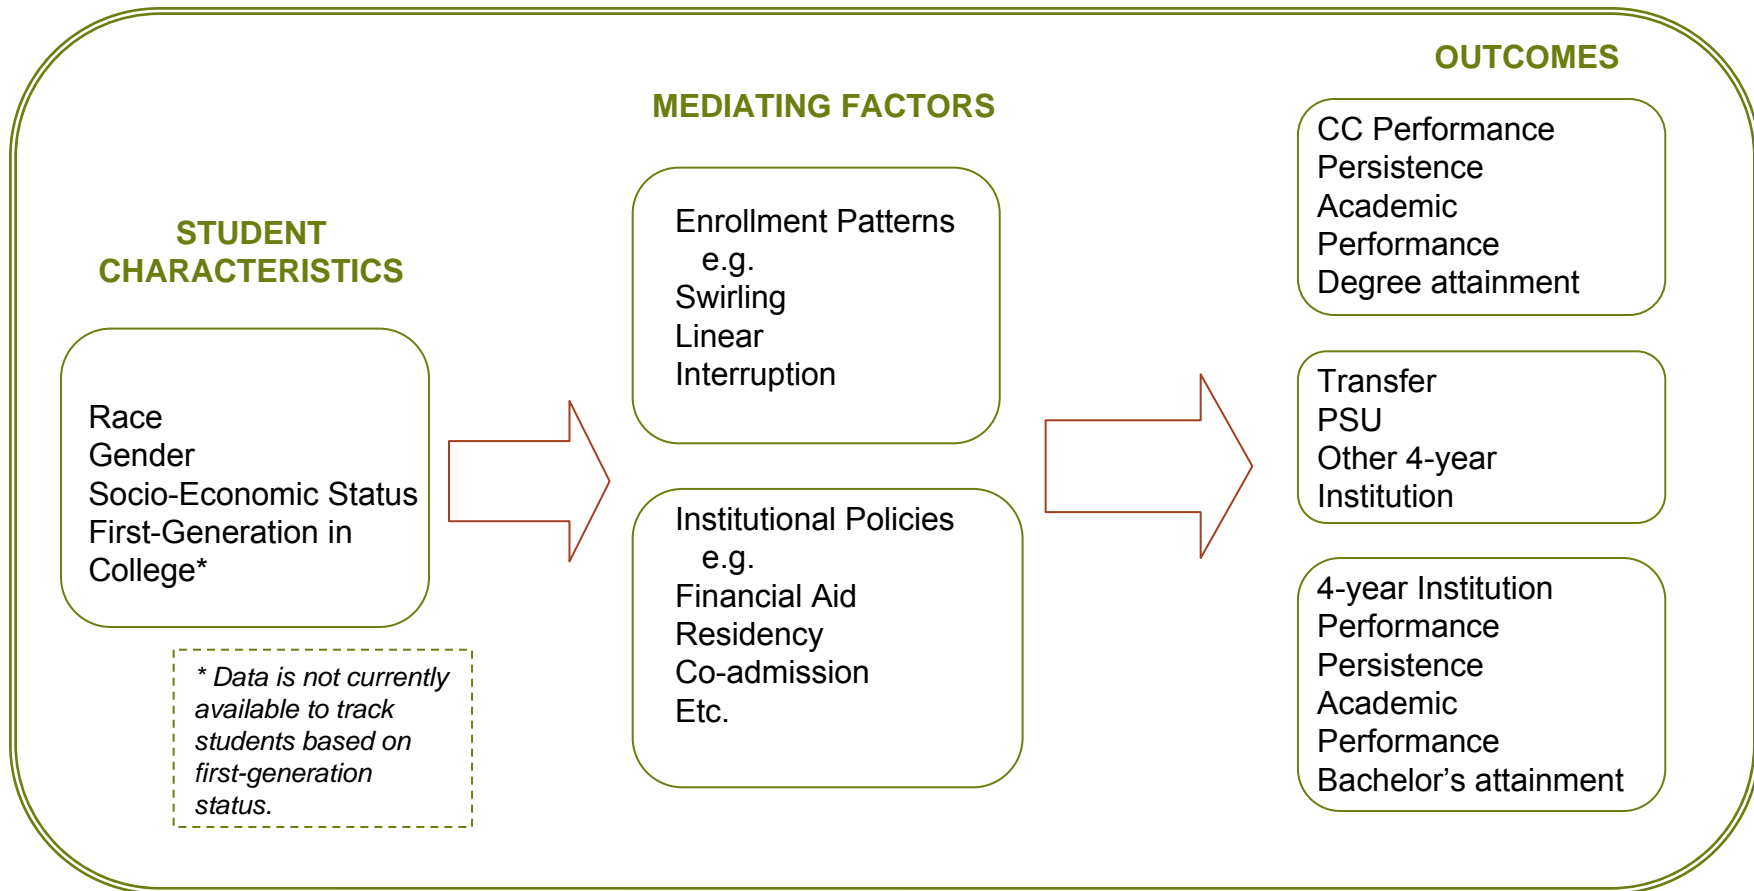 STUDENT
CHARACTERISTICS
Race
Gender
Socio-Economic Status
First-Generation in
College*
* Data is not currently
available to track
students based on
first-generation
status.
MEDIATING FACTORS
Enrollment Patterns
e.g.
Swirling
Linear
Interruption
Institutional Policies
e.g.
Financial Aid
Residency
Co-admission
Etc.
OUTCOMES
CC Performance
Persistence
Academic
Performance
Degree attainment
Transfer
PSU
Other 4-year
Institution
4-year Institution
Performance
Persistence
Academic
Performance
Bachelor’s attainment